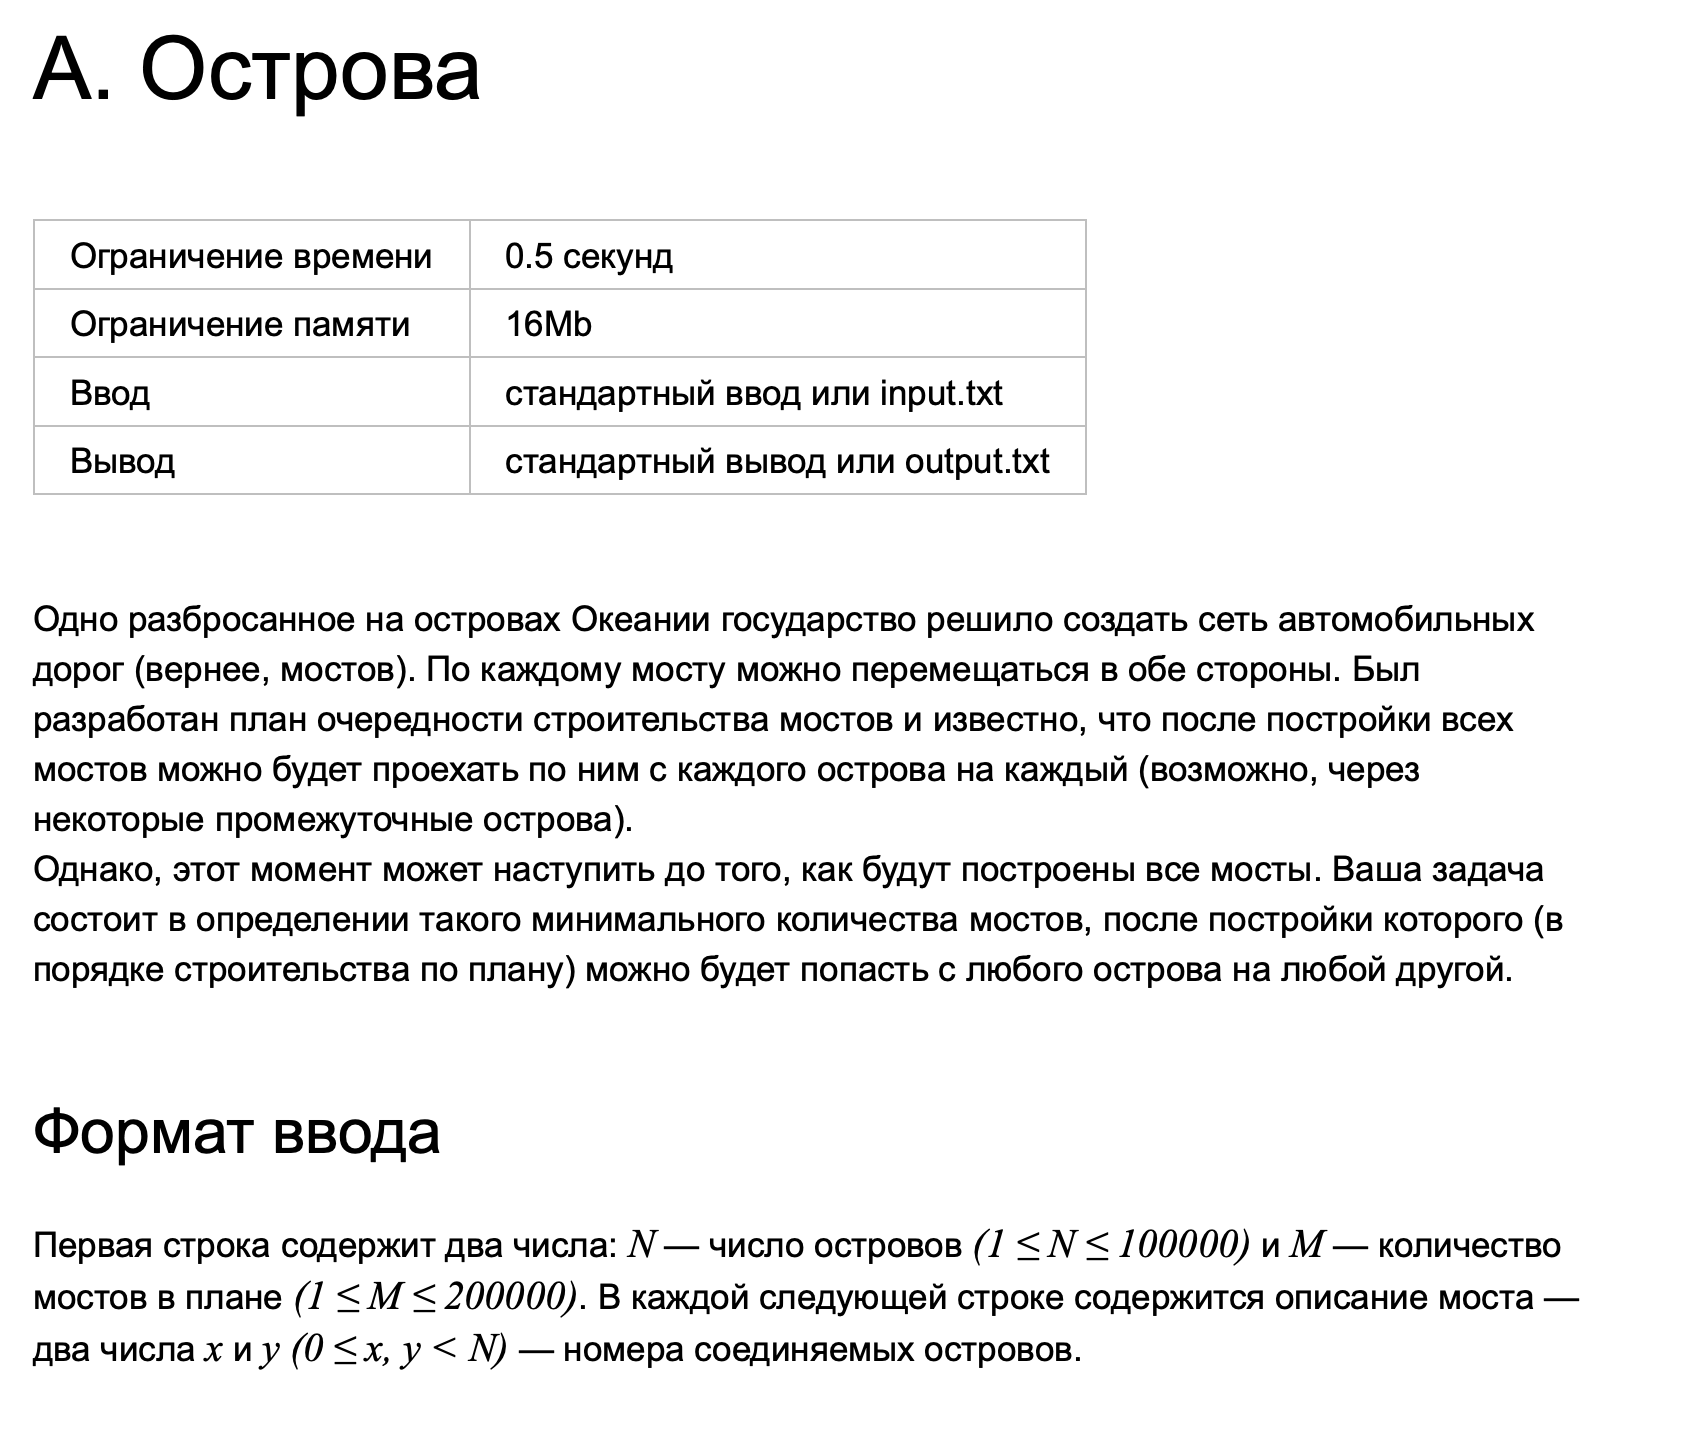 A. Острова
Ограничение времени 0.5 секунд
Ограничение памяти 16Mb
Ввод стандартный ввод или input.txt
Вывод стандартный вывод или output.txt
Одно разбросанное на островах Океании государство решило создать сеть автомобильных
дорог (вернее, мостов). По каждому мосту можно перемещаться в обе стороны. Был
разработан план очередности строительства мостов и известно, что после постройки всех
мостов можно будет проехать по ним с каждого острова на каждый (возможно, через
некоторые промежуточные острова).
Однако, этот момент может наступить до того, как будут построены все мосты. Ваша задача
состоит в определении такого минимального количества мостов, после постройки которого (в
порядке строительства по плану) можно будет попасть с любого острова на любой другой.
Формат ввода
Первая строка содержит два числа: N — число островов (1 ≤ N ≤ 100000) и M — количество
мостов в плане (1 ≤ M ≤ 200000). В каждой следующей строке содержится описание моста —
два числа x и y (0 ≤ x, y < N) — номера соединяемых островов.